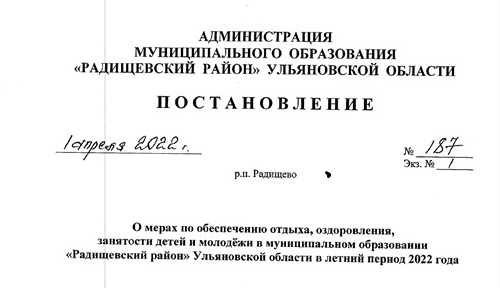 АДМИНИСТРАЦИЯ
МУНИЦИПАЛЬНОГО ОБРАЗОВАНИЯ
«РАДИЩЕВСКИЙ РАЙОН» УЛЬЯНОВСКОЙ ОБЛАСТИ
ПОСТАНОВЛЕНИЕ
1 апреля 2022 г.
№ 187
Экз. № 1
р.п. Радищево
О мерах по обеспечению отдыха, оздоровления,
занятости детей и молодёжи в муниципальном образовании
«Радищевский район» Ульяновской области в летний период 2022 года